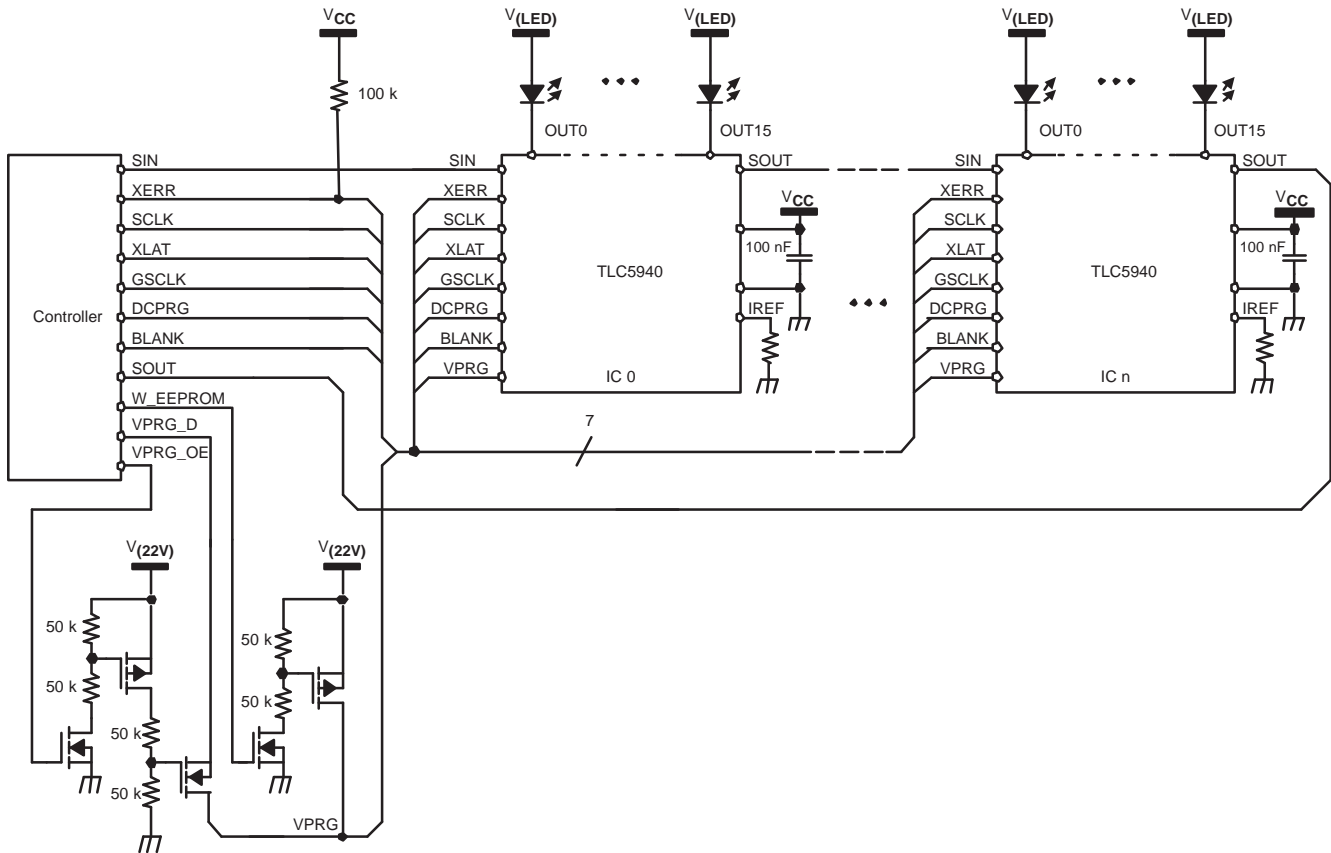 VCC
V(LED)
V(LED)
V(LED)
V(LED)
100 k
OUT0
OUT15
OUT0
OUT15
SIN
SIN
SOUT
SIN
SOUT
XERR
XERR
VCC
XERR
VCC
SCLK
SCLK
SCLK
100 nF
100 nF
XLAT
XLAT
XLAT
TLC5940
TLC5940
GSCLK
GSCLK
GSCLK
Controller
DCPRG
DCPRG
IREF
DCPRG
IREF
BLANK
BLANK
BLANK
SOUT
VPRG
IC 0
VPRG
IC n
W_EEPROM
VPRG_D
7
VPRG_OE
V(22V)
V(22V)
50 k
50 k
50 k
50 k
50 k
50 k
VPRG